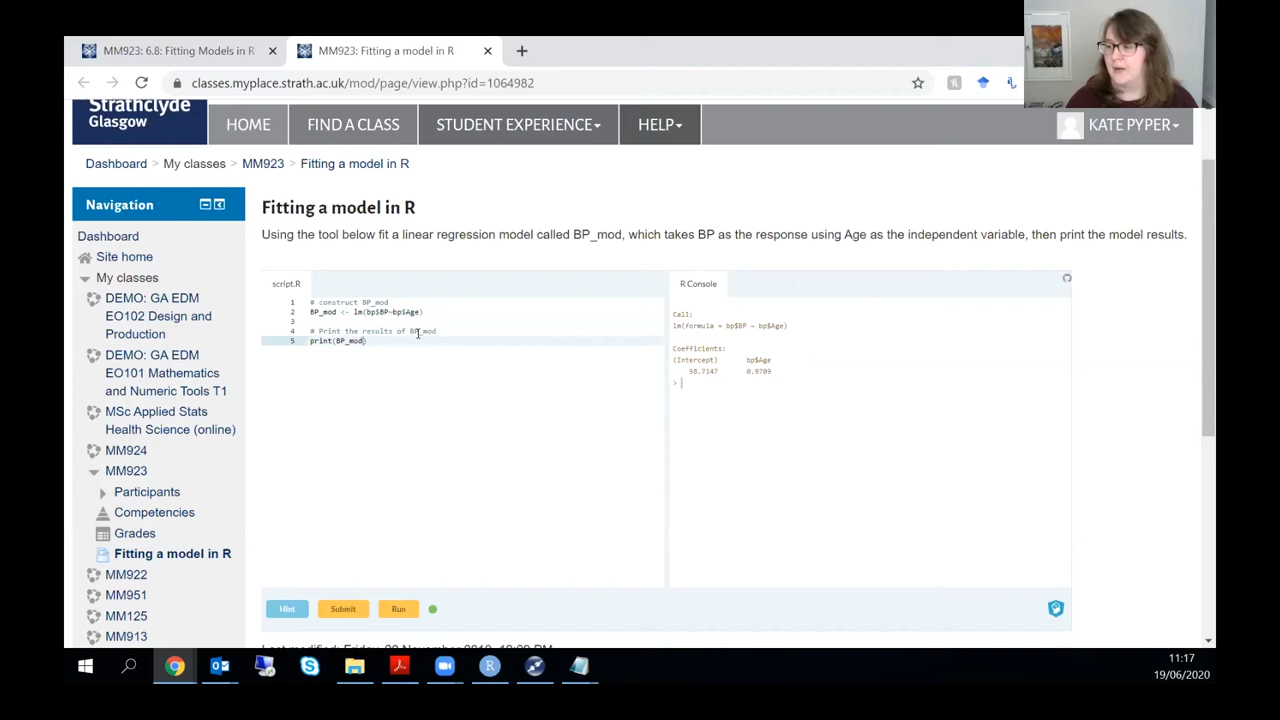 MM923: 6.8: Fitting Models in R
MM923: Fitting a model in R
classes.myplace.strath.ac.uk/mod/page/view.php?id=1064982
Strathclyde
Glasgow
HOME
FIND A CLASS
STUDENT EXPERIENCE
HELP
KATE PYPER
Dashboard > My classes > MM923 > Fitting a model in R
Navigation
Dashboard
Site home
My classes
DEMO: GA EDM
EO102 Design and
Production
DEMO: GA EDM
EO101 Mathematics
and Numeric Tools T1
MSc Applied Stats
Health Science (online)
MM924
MM923
Participants
Competencies
Grades
Fitting a model in R
MM922
MM951
MM125
MM913
Fitting a model in R
Using the tool below fit a linear regression model called BP_mod, which takes BP as the response using Age as the independent variable, then print the model results.
script.R
1 # construct BP_mod
2 BP_mod <- lm(bp$BP~bp$Age)
3
4 # Print the results of BP_mod
5 print(BP_mod)
R Console
Call:
lm(formula = bp$BP ~ bp$Age)
Coefficients:
(Intercept) bp$Age
98.7147 0.9709
>
Hint
Submit
Run
11:17
19/06/2020